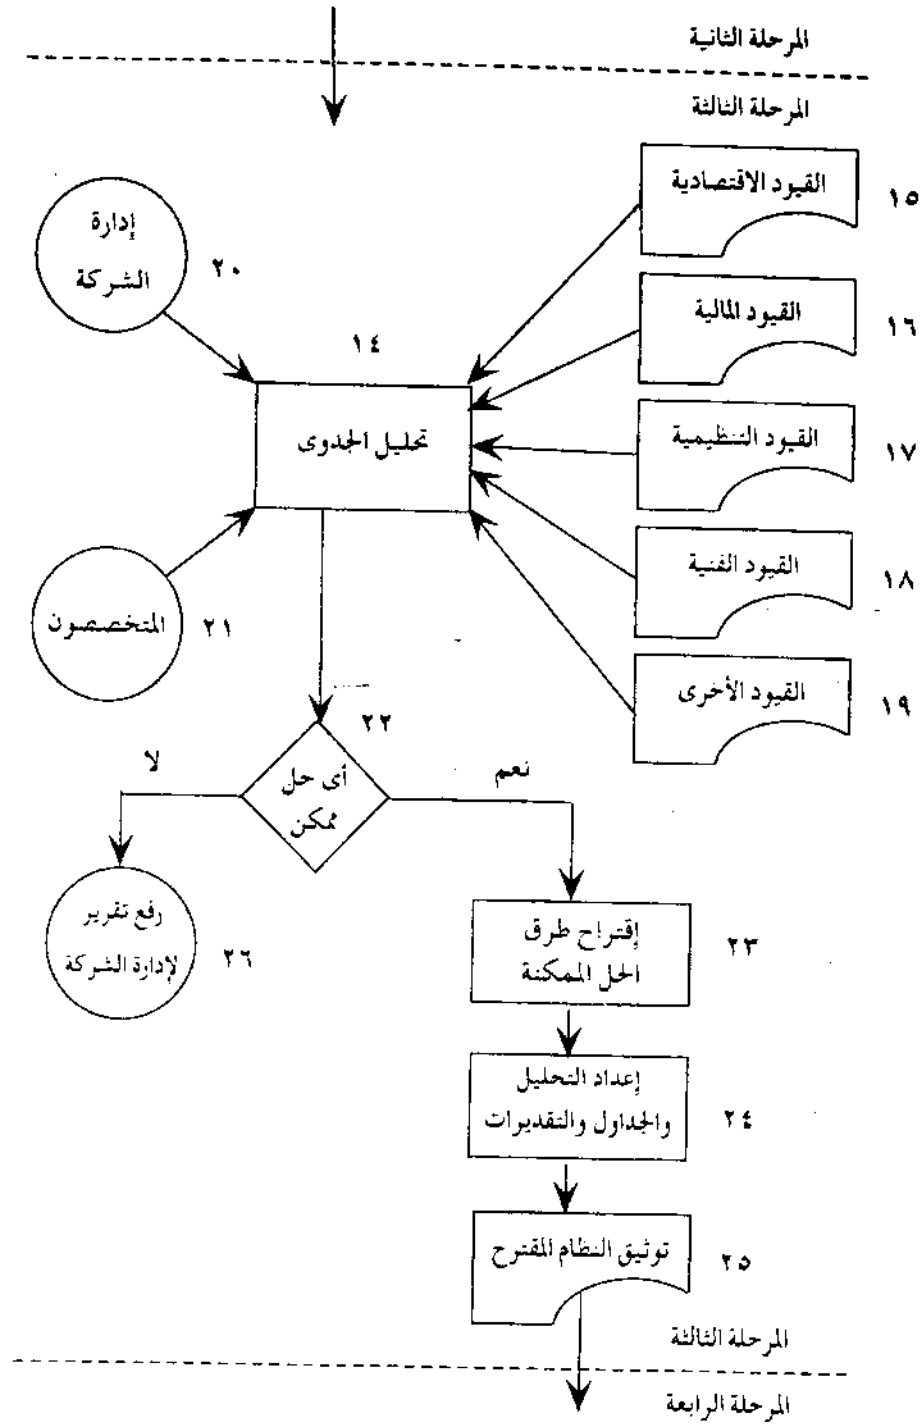 المرحلة الثانية
المرحلة الثالثة
القيود الاقتصادية
١٥
إدارة
الشركة
٢٠
القيود المالية
١٦
١٤
تحليل الجدوى
القيود التنظيمية
١٧
القيود الفنية
١٨
المتخصصون
٢١
القيود الأخرى
١٩
٢٢
أى حل
ممكن
نعم
لا
رفع تقرير
لإدارة الشركة
٢٦
إقتراح طرق
الحل الممكنة
٢٣
إعداد التحليل
والجداول والتقديرات
٢٤
توثيق النظام المقترح
٢٥
المرحلة الثالثة
المرحلة الرابعة